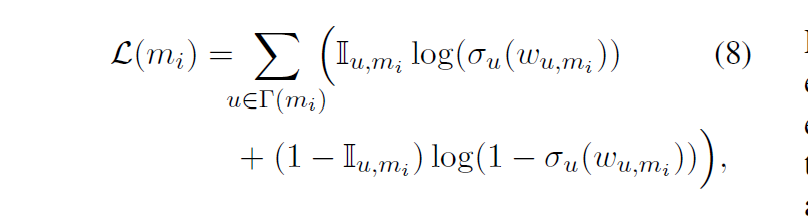 𝓛(m_i) = ∑_{u∈Γ(m_i)} ( 𝕀_{u,m_i} log(σ_u(w_{u,m_i})) (8)
+ (1 − 𝕀_{u,m_i}) log(1 − σ_u(w_{u,m_i})) ),